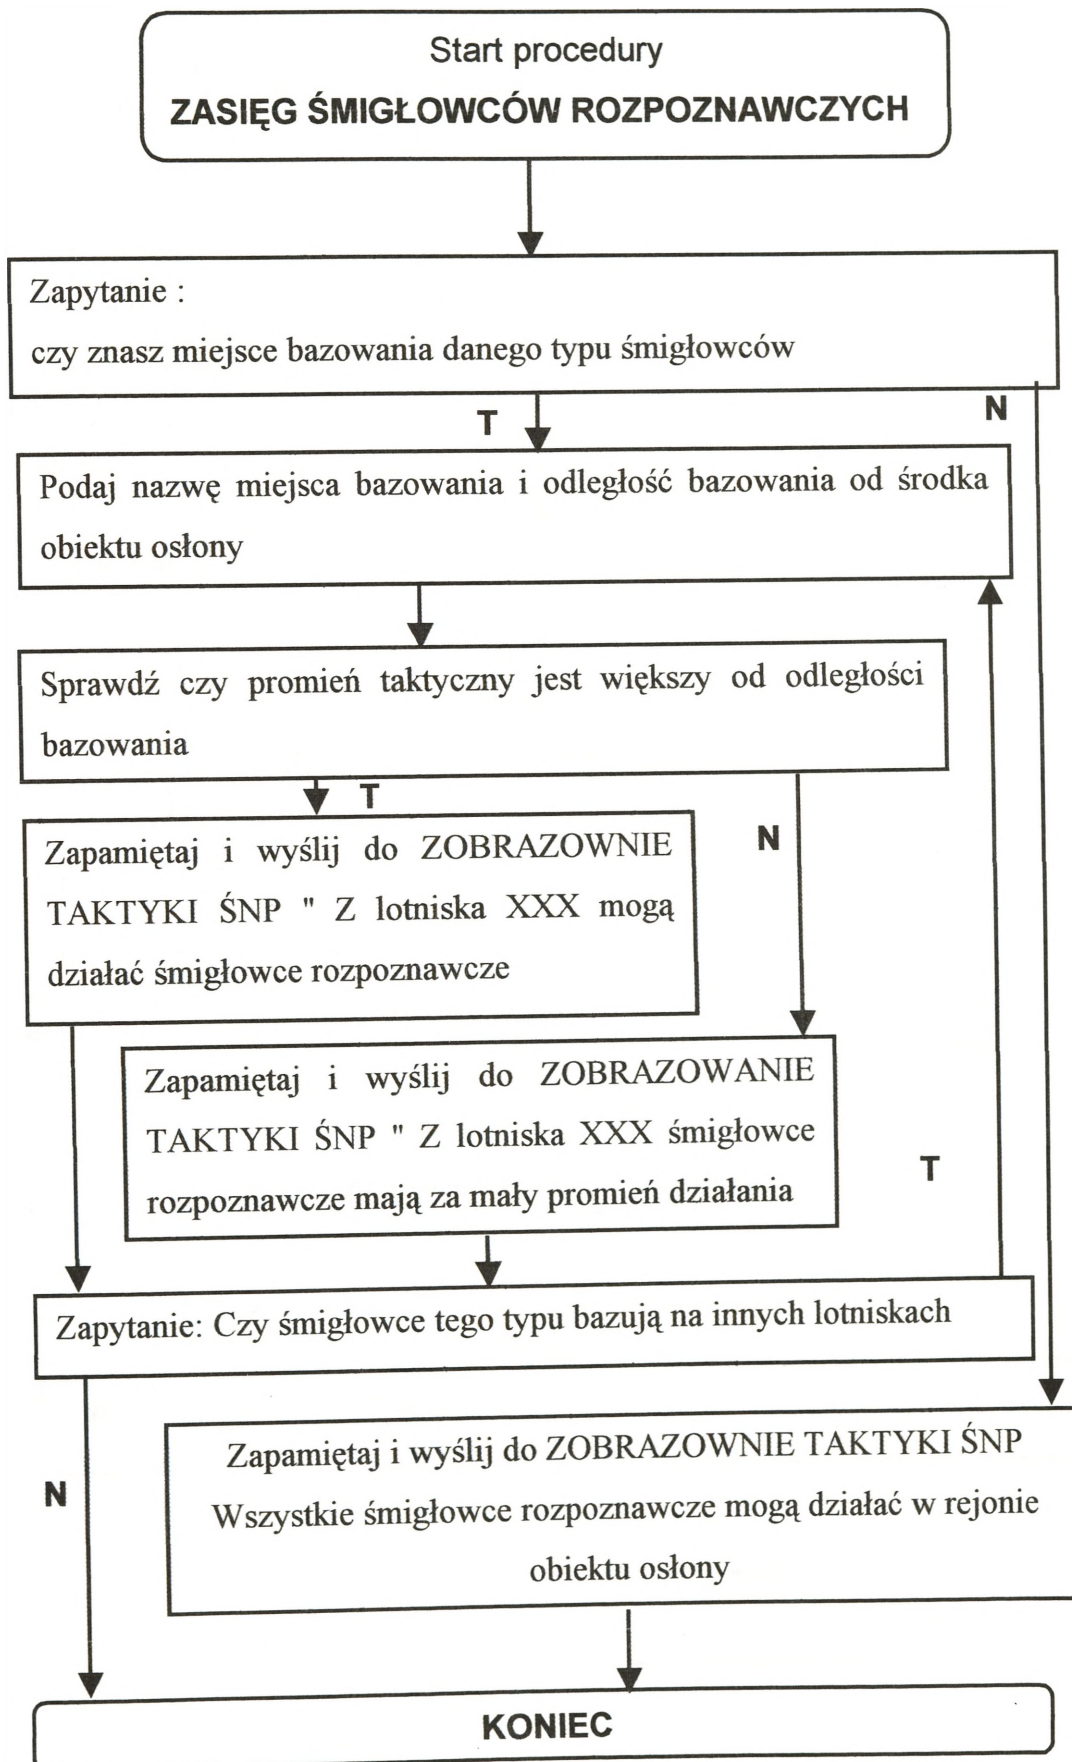 Start procedury
ZASIĘG ŚMIGŁOWCÓW ROZPOZNAWCZYCH
Zapytanie :
czy znasz miejsce bazowania danego typu śmigłowców
T
N
Podaj nazwę miejsca bazowania i odległość bazowania od środka
obiektu osłony
Sprawdź czy promień taktyczny jest większy od odległości
bazowania
T
N
Zapamiętaj i wyślij do ZOBRAZOWNIE
TAKTYKI ŚNP " Z lotniska XXX mogą
działać śmigłowce rozpoznawcze
Zapamiętaj i wyślij do ZOBRAZOWANIE
TAKTYKI ŚNP " Z lotniska XXX śmigłowce
rozpoznawcze mają za mały promień działania
T
Zapytanie: Czy śmigłowce tego typu bazują na innych lotniskach
N
Zapamiętaj i wyślij do ZOBRAZOWNIE TAKTYKI ŚNP
Wszystkie śmigłowce rozpoznawcze mogą działać w rejonie
obiektu osłony
KONIEC